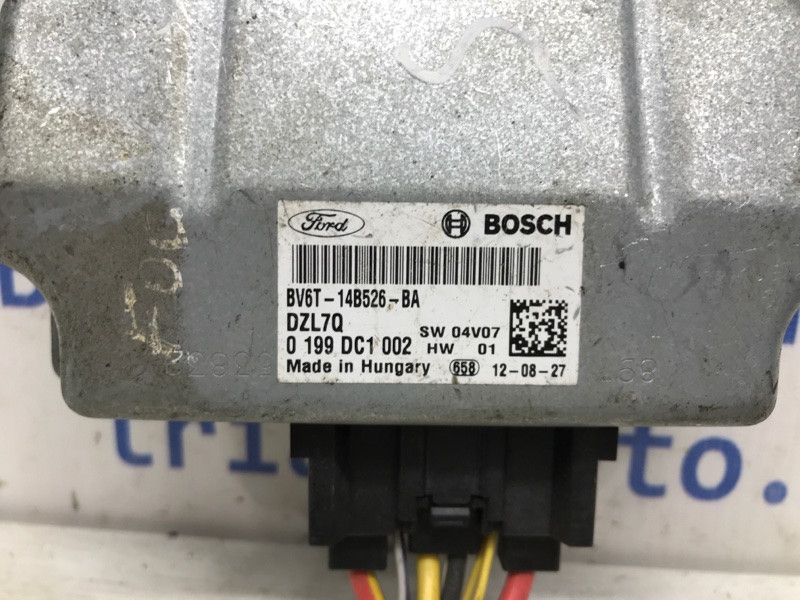 Ford BOSCH
BV6T-14B526-BA
DZL7Q
SW 04V07
0 199 DC1 002 HW 01
Made in Hungary 658 12-08-27